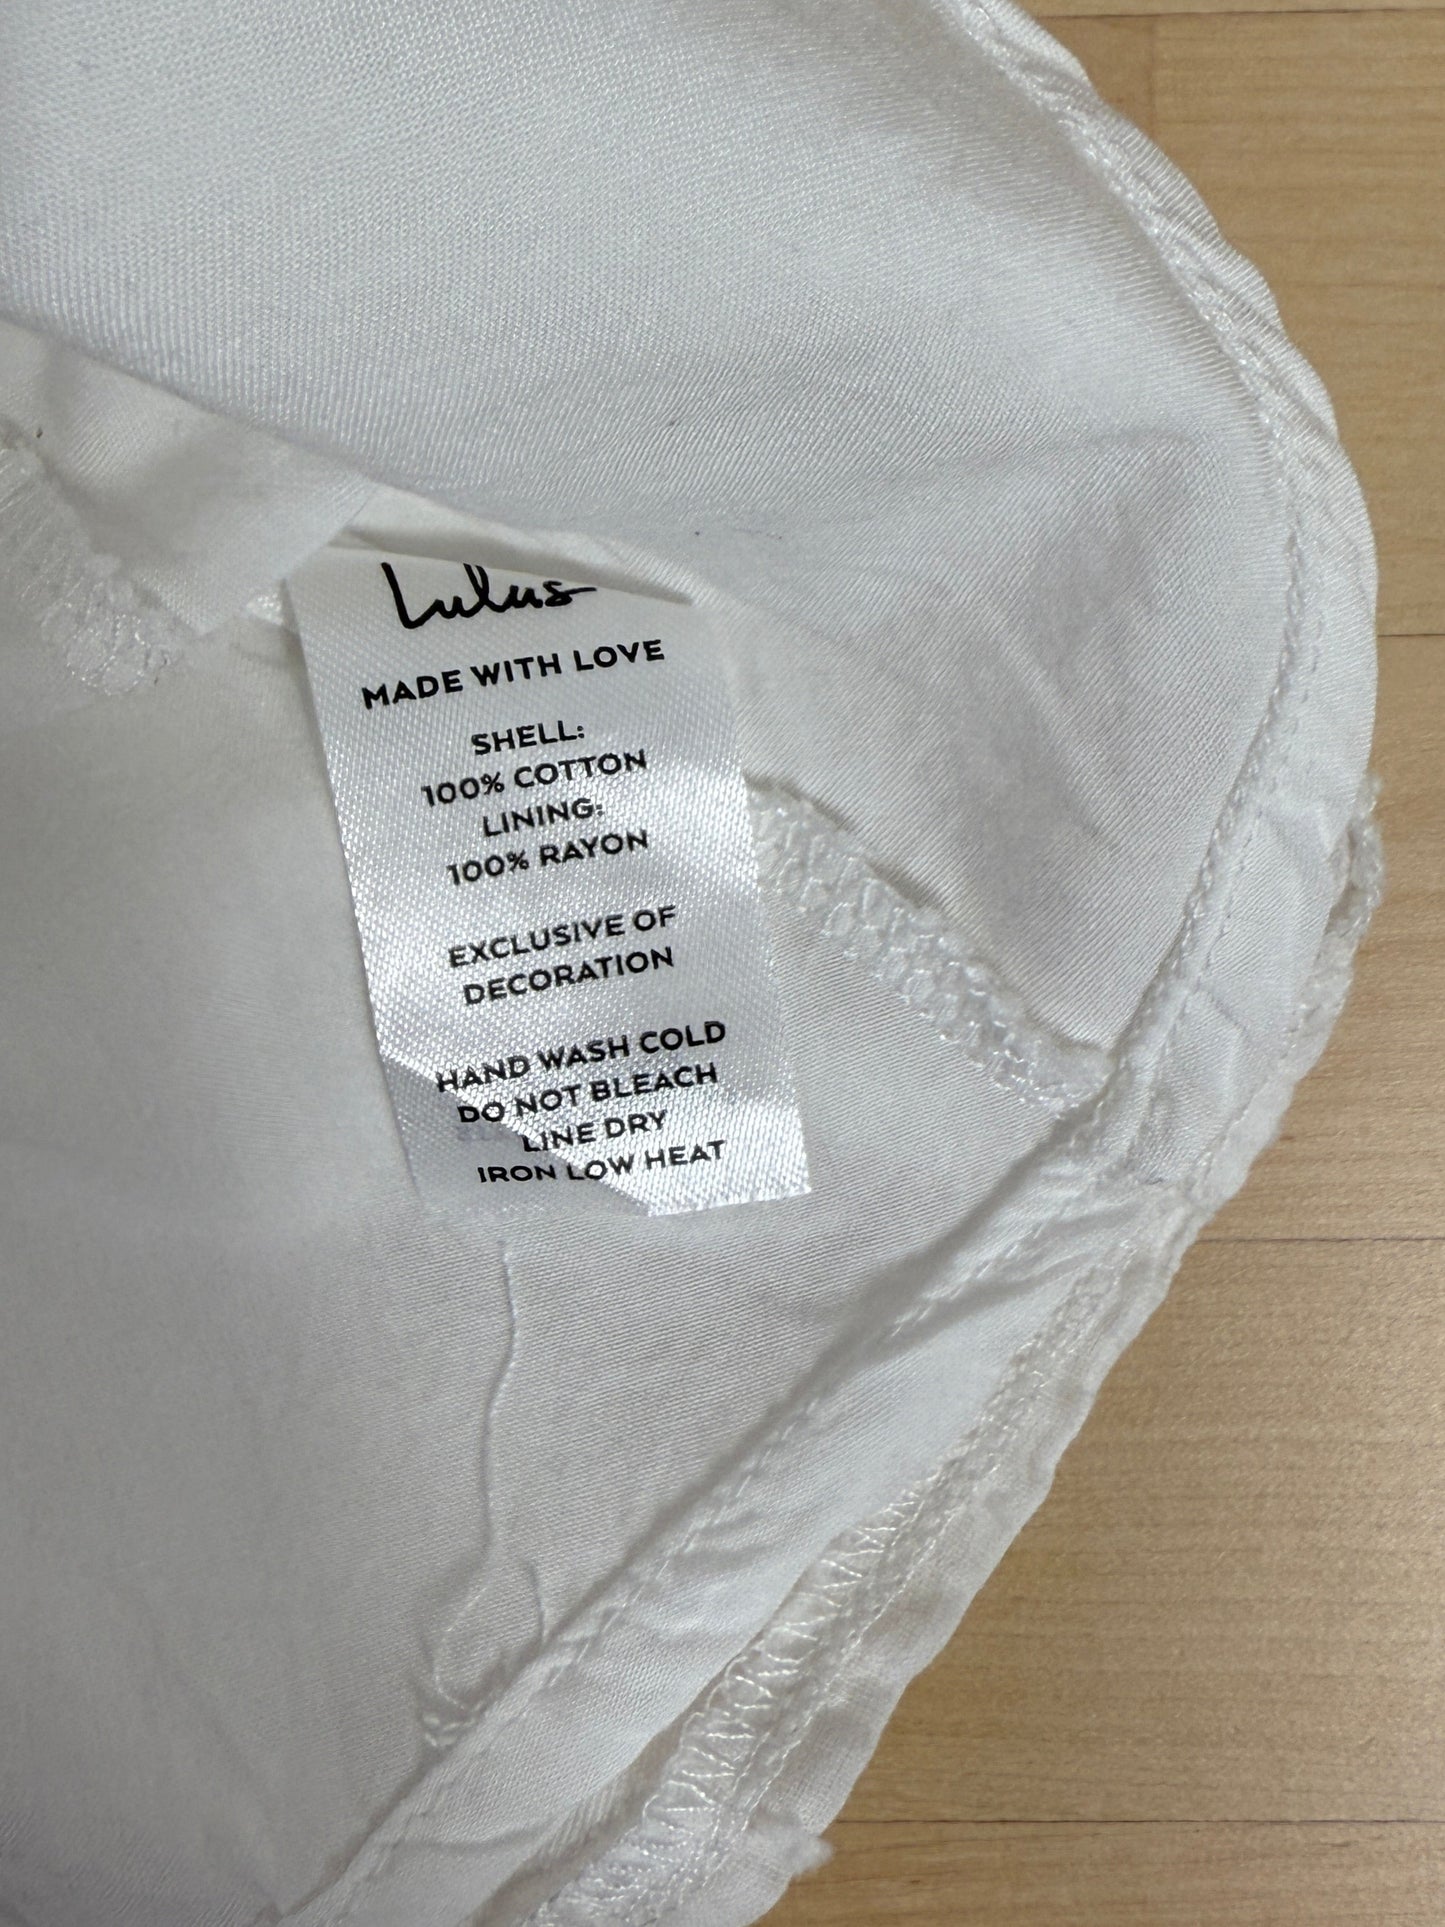 Lulus
MADE WITH LOVE
SHELL:
100% COTTON
LINING:
100% RAYON
EXCLUSIVE OF
DECORATION
HAND WASH COLD
DO NOT BLEACH
LINE DRY
IRON LOW HEAT